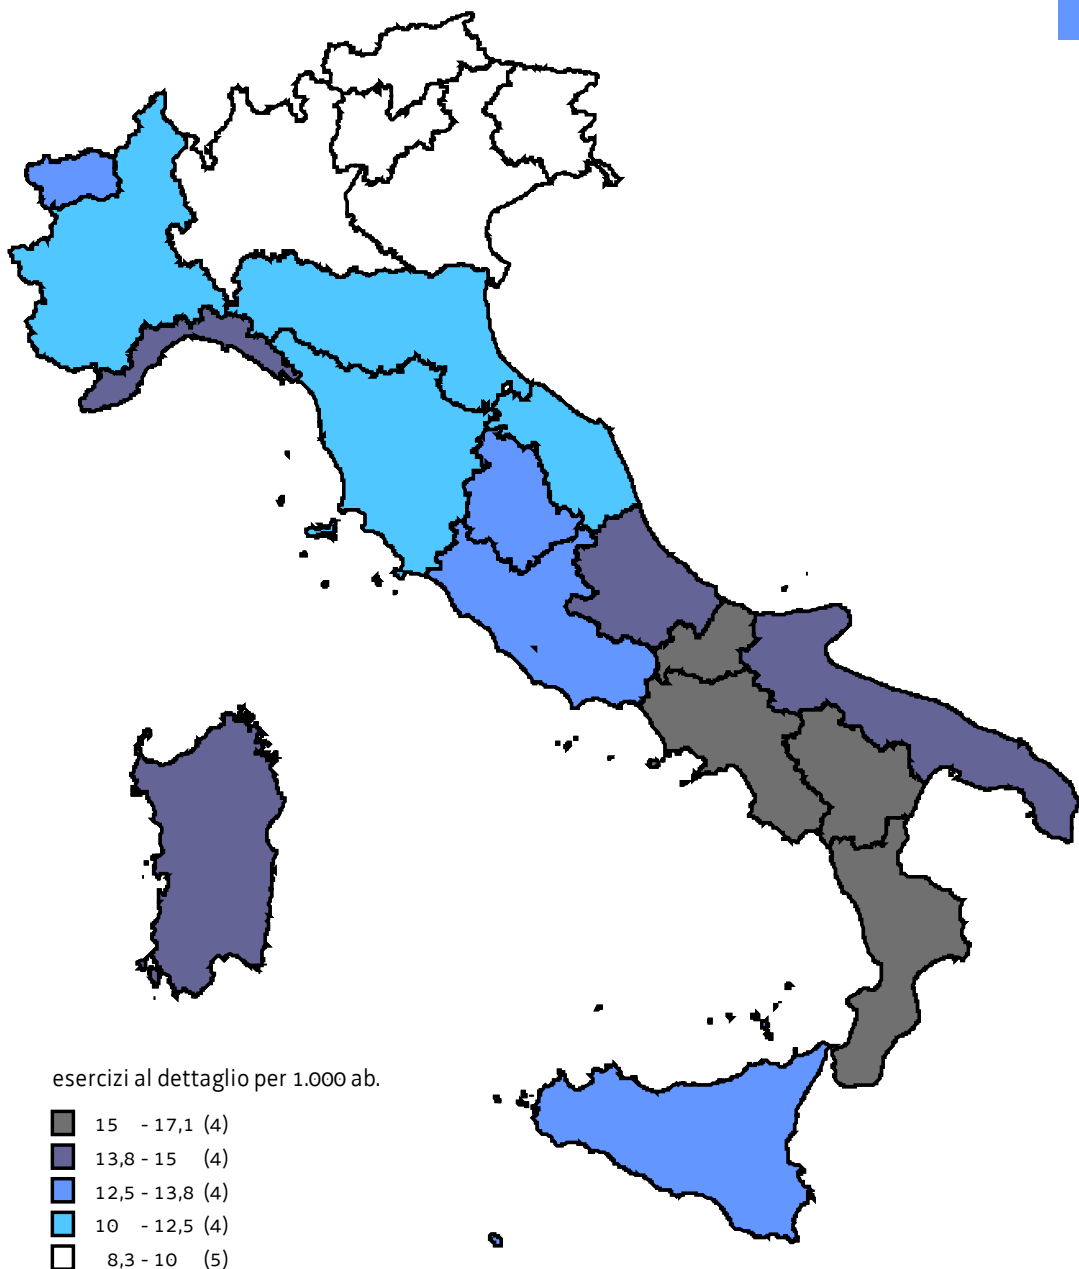 esercizi al dettaglio per 1.000 ab.
15 - 17,1 (4)
13,8 - 15 (4)
12,5 - 13,8 (4)
10 - 12,5 (4)
8,3 - 10 (5)